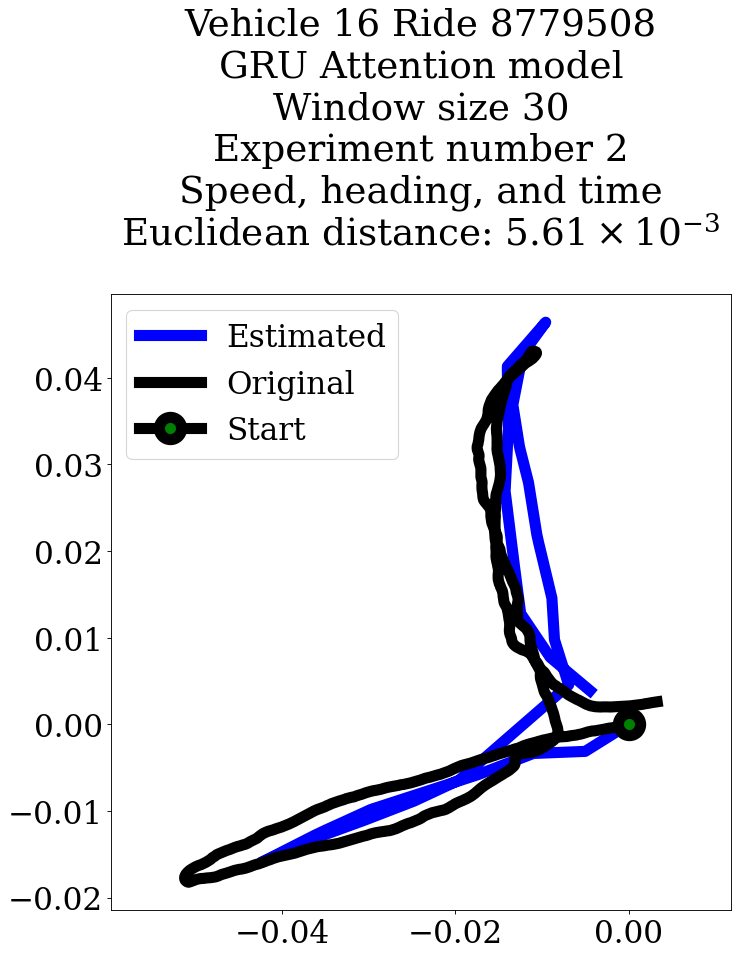 Vehicle 16 Ride 8779508
GRU Attention model
Window size 30
Experiment number 2
Speed, heading, and time
Euclidean distance: 5.61 × 10⁻³
Estimated
Original
Start
0.04
0.03
0.02
0.01
0.00
−0.01
−0.02
−0.04
−0.02
0.00